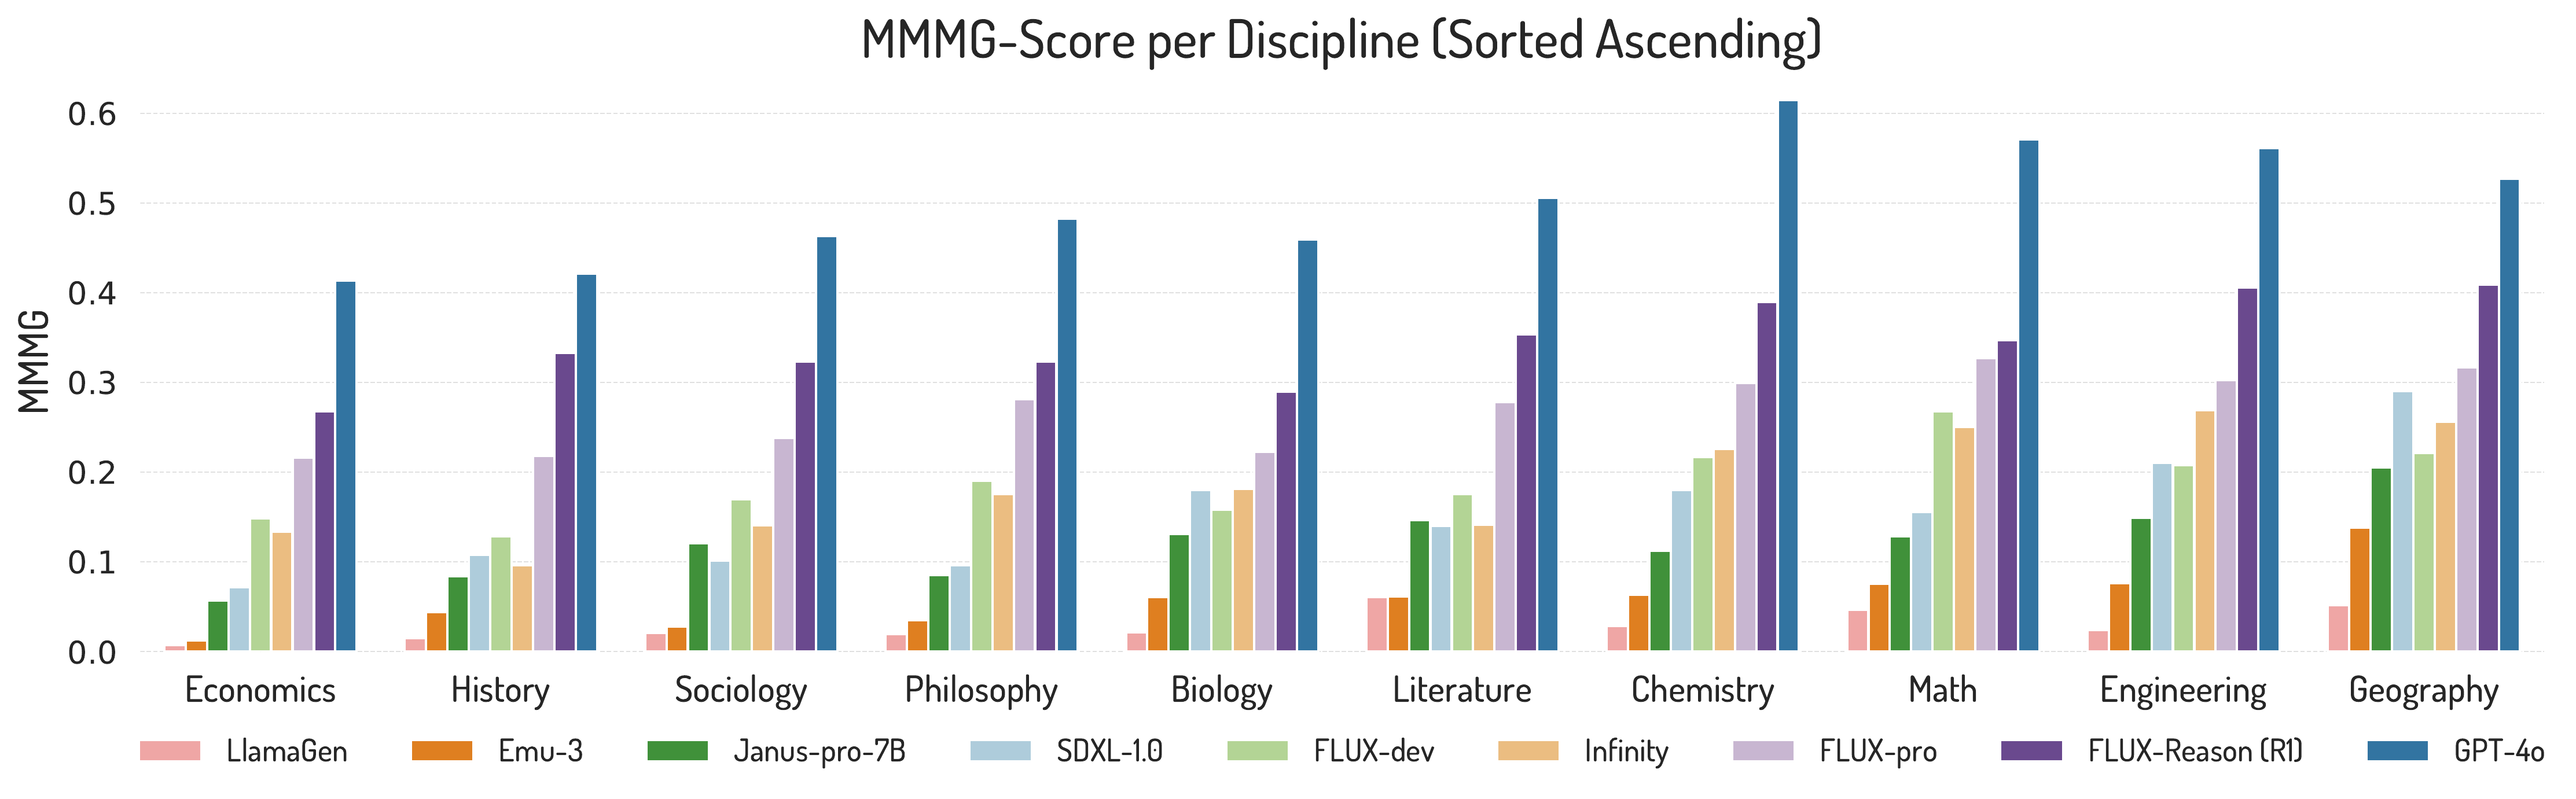 MMMG-Score per Discipline (Sorted Ascending)
MMMG
0.6
0.5
0.4
0.3
0.2
0.1
0.0
Economics History Sociology Philosophy Biology Literature Chemistry Math Engineering Geography
LlamaGen Emu-3 Janus-pro-7B SDXL-1.0 FLUX-dev Infinity FLUX-pro FLUX-Reason (R1) GPT-4o